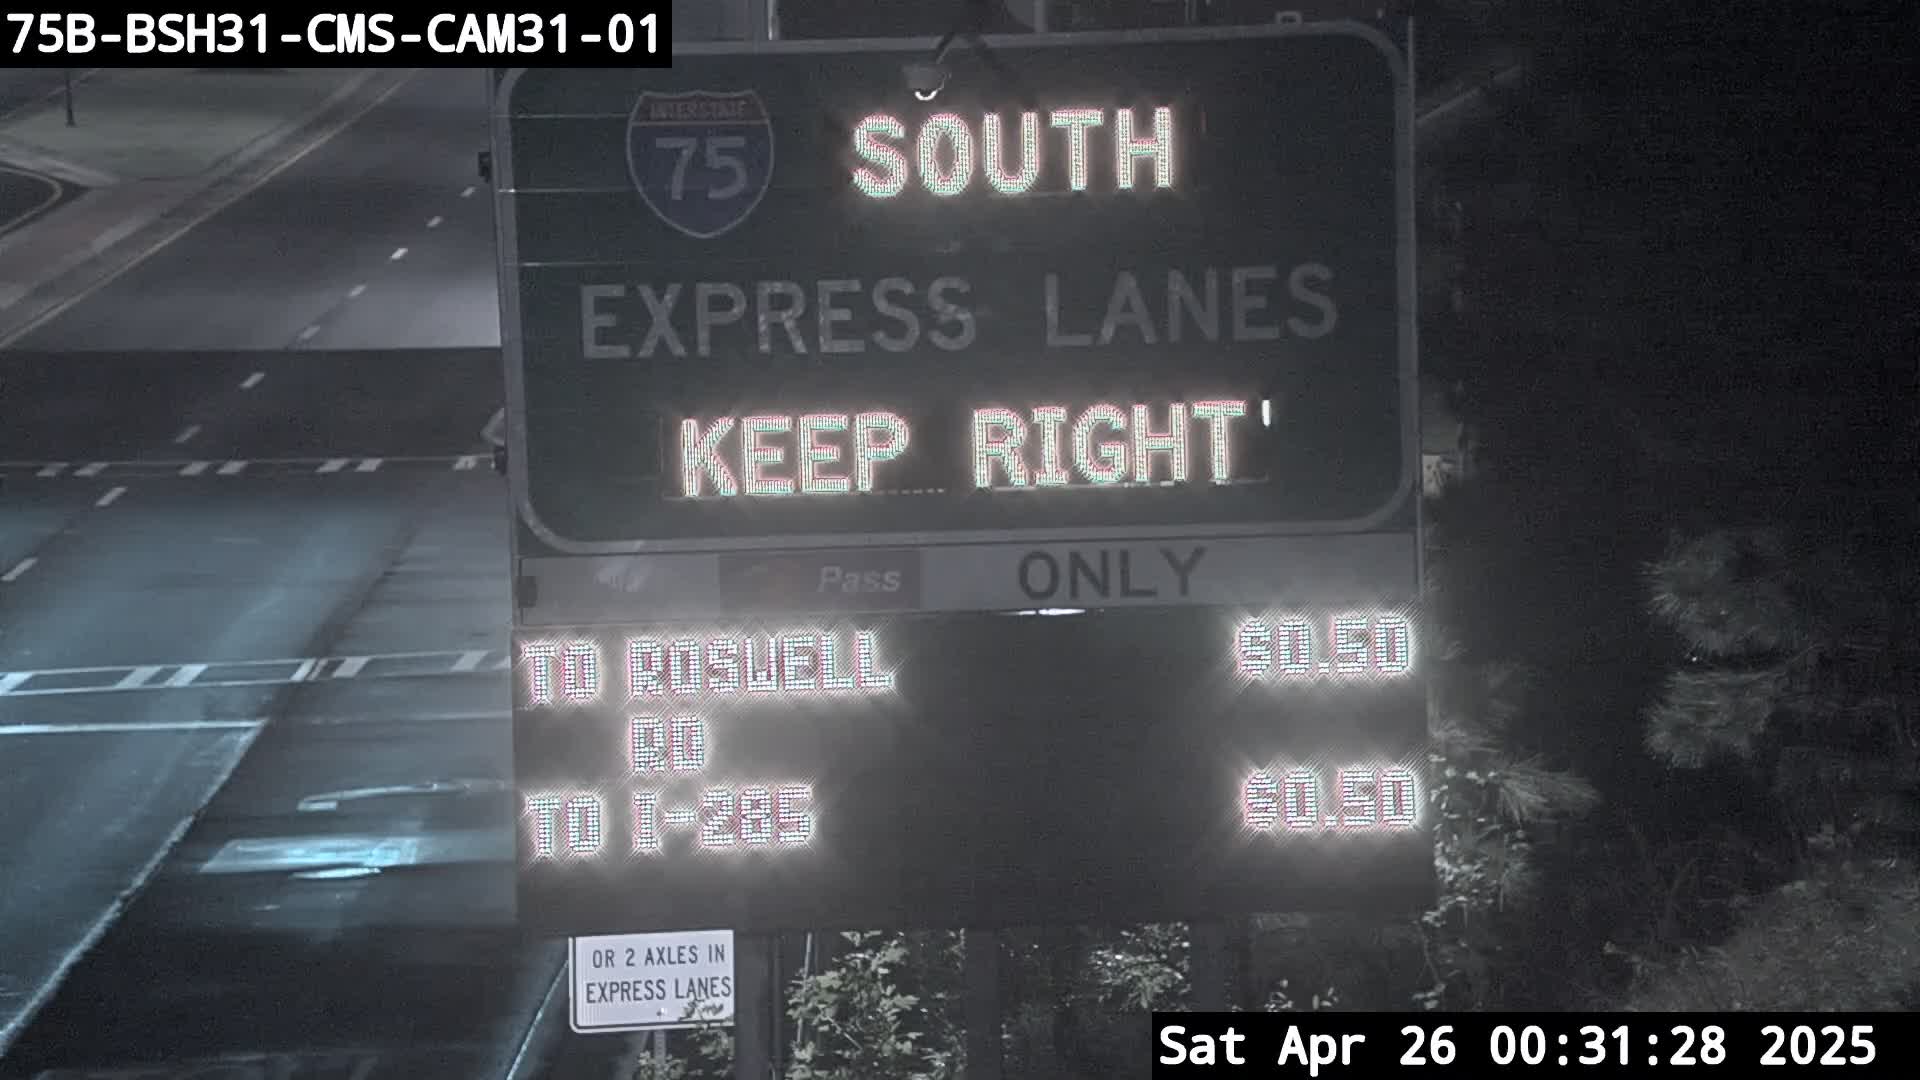 75B-BSH31-CMS-CAM31-01
INTERSTATE
75
SOUTH
EXPRESS LANES
KEEP RIGHT
Pass ONLY
TO ROSWELL $0.50
RD
TO I-285 $0.50
OR 2 AXLES IN
EXPRESS LANES
Sat Apr 26 00:31:28 2025